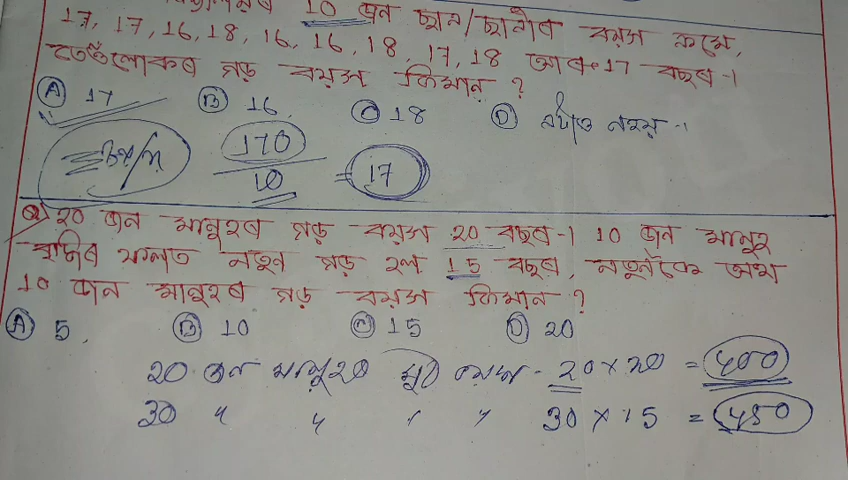 10 জন ছাত্ৰ/ছাত্ৰীৰ বয়স ক্ৰমে,
17, 17, 16, 18, 16, 16, 18, 17, 18 আৰু 17 বছৰ।
তেওঁলোকৰ গড় বয়স কিমান ?
Ⓐ 17 Ⓑ 16. Ⓒ 18 Ⓓ এটাও নহয়।
170
10
= 17
20 জন মানুহৰ গড় বয়স 20 বছৰ। 10 জন মানুহ
ফলত নতুন গড় হল 15 বছৰ, নতুনকৈ অহা
10 জন মানুহৰ গড় বয়স কিমান ?
Ⓐ 5. Ⓑ 10 Ⓒ 15 Ⓓ 20
20 জন মানুহৰ মুঠ বয়স - 20 × 20 = 400
30 〃 〃 〃 〃 30 × 15 = 450